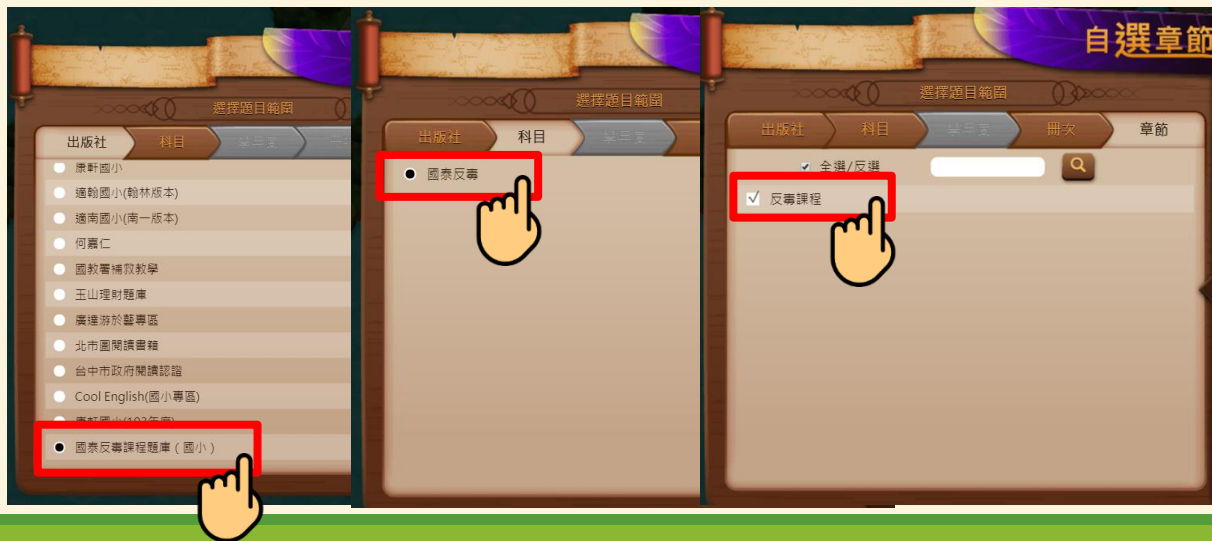 選擇題目範圍
出版社
科目
康軒國小
適翰國小(翰林版本)
適南國小(南一版本)
何嘉仁
國教署補救教學
玉山理財題庫
廣達游於藝專區
北市圖閱讀書籍
台中市政府閱讀認證
Cool English(國小專區)
國泰反毒課程題庫(國小)
選擇題目範圍
出版社
科目
國泰反毒
自選章節
選擇題目範圍
出版社
科目
冊次
章節
全選/反選
反毒課程